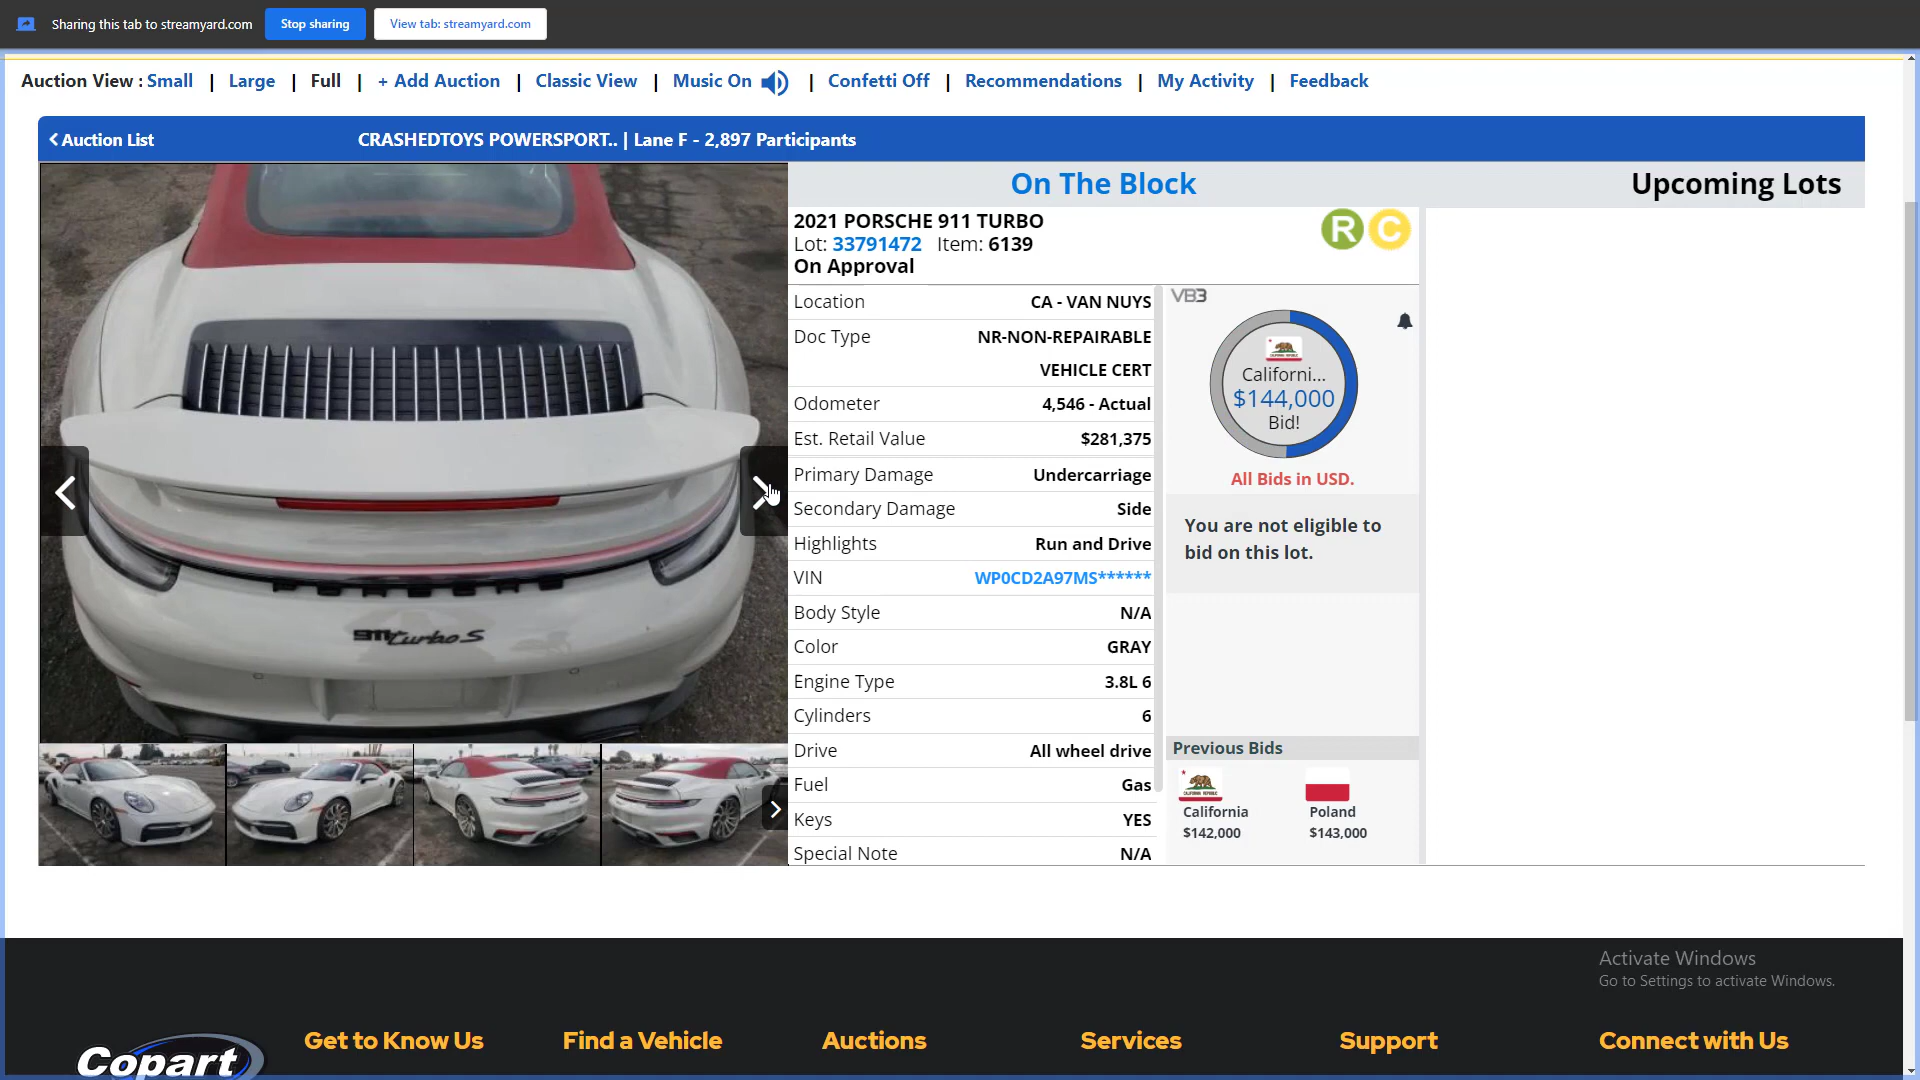 Sharing this tab to streamyard.com Stop sharing View tab: streamyard.com
Auction View : Small | Large | Full | + Add Auction | Classic View | Music On | Confetti Off | Recommendations | My Activity | Feedback
Auction List CRASHEDTOYS POWERSPORT.. | Lane F - 2,897 Participants
On The Block Upcoming Lots
2021 PORSCHE 911 TURBO
Lot: 33791472 Item: 6139
On Approval
R C
Location CA - VAN NUYS
Doc Type NR-NON-REPAIRABLE
VEHICLE CERT
Odometer 4,546 - Actual
Est. Retail Value $281,375
Primary Damage Undercarriage
Secondary Damage Side
Highlights Run and Drive
VIN WP0CD2A97MS******
Body Style N/A
Color GRAY
Engine Type 3.8L 6
Cylinders 6
Drive All wheel drive
Fuel Gas
Keys YES
Special Note N/A
VB3
Californi...
$144,000
Bid!
All Bids in USD.
You are not eligible to
bid on this lot.
Previous Bids
California Poland
$142,000 $143,000
911 turbo S
Activate Windows
Go to Settings to activate Windows.
Copart Get to Know Us Find a Vehicle Auctions Services Support Connect with Us